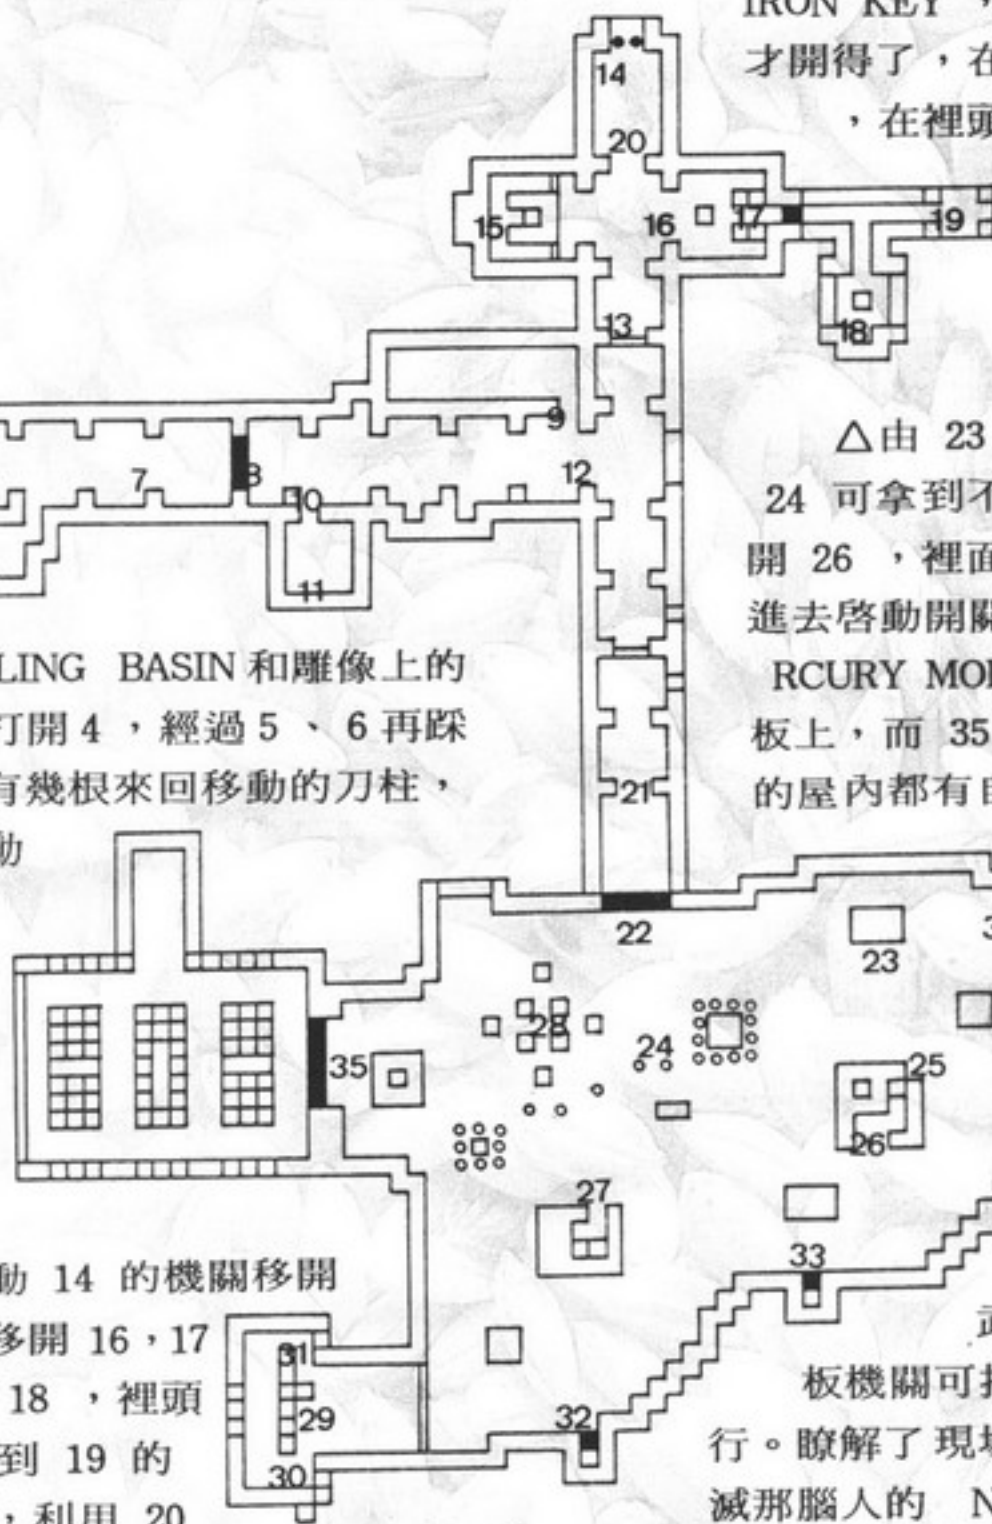 IRON KEY ,
才開得了,在
,在裡頭
14
20
15
16
17
19
13
18
9
7
8
12
10
11
△由 23
24 可拿到不
開 26 ,裡面
進去啓動開關
RCURY MO
板上,而 35
的屋內都有自
LING BASIN 和雕像上的
打開 4 ,經過 5 、 6 再踩
有幾根來回移動的刀柱,
動
21
22
23
28
24
35
25
26
27
33
動 14 的機關移開
移開 16,17
18 ,裡頭
到 19 的
,利用 20
31
29
30
32
板機關可
行。瞭解了現場
滅那腦人的 N